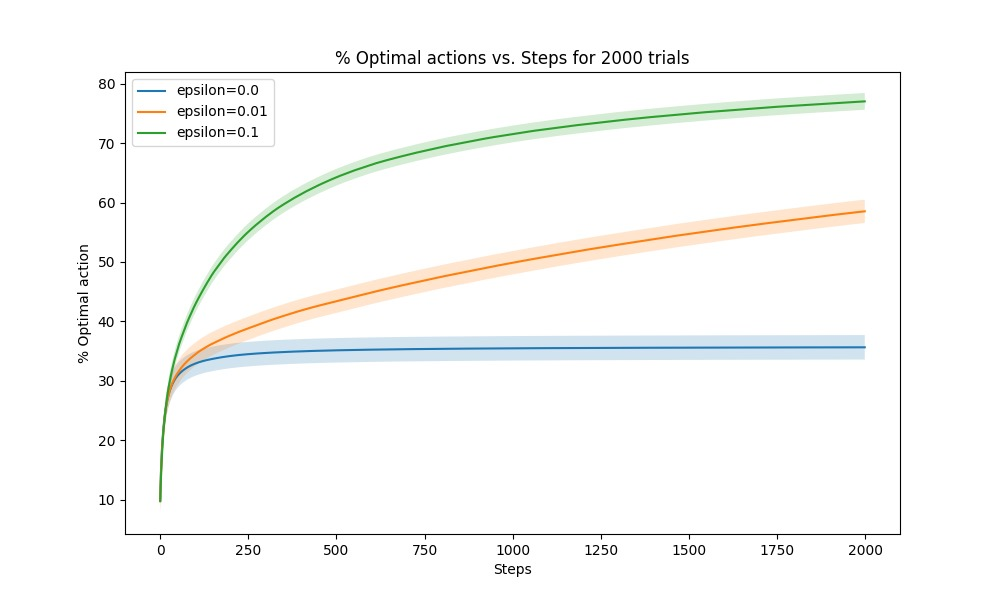 % Optimal actions vs. Steps for 2000 trials
epsilon=0.0
epsilon=0.01
epsilon=0.1
% Optimal action
80
70
60
50
40
30
20
10
0 250 500 750 1000 1250 1500 1750 2000
Steps